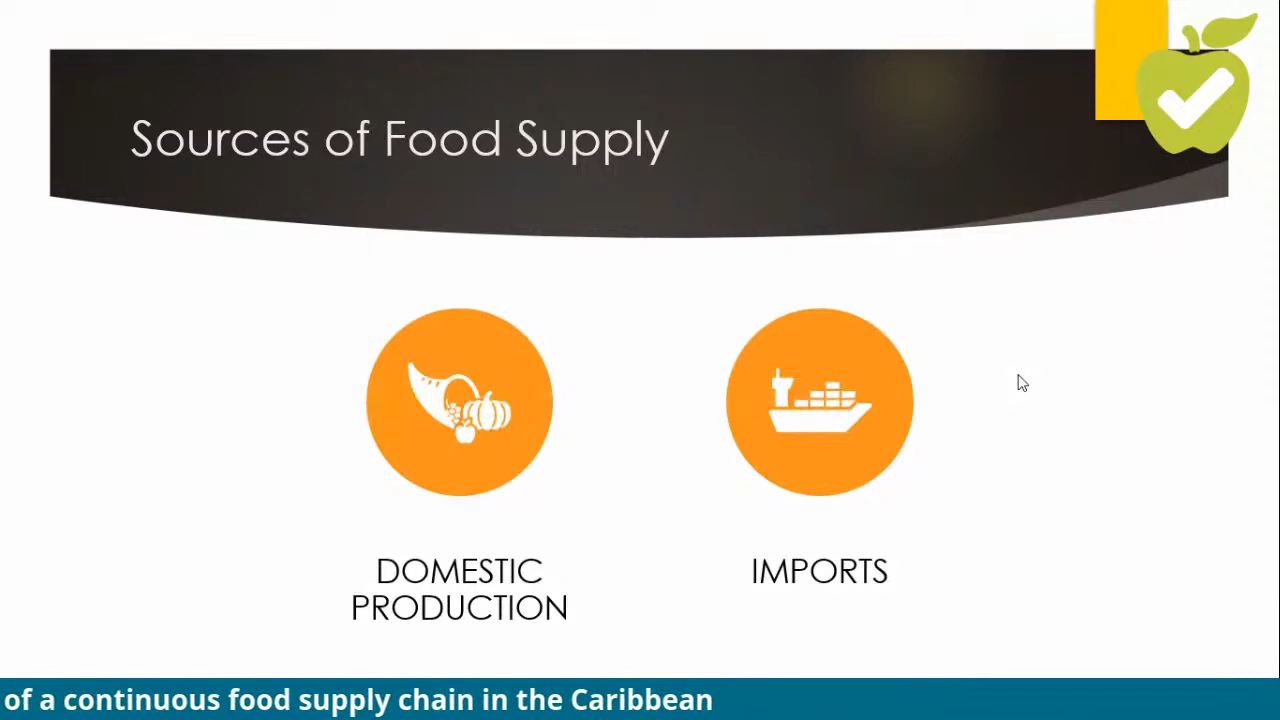 Sources of Food Supply
DOMESTIC
PRODUCTION
IMPORTS
of a continuous food supply chain in the Caribbean